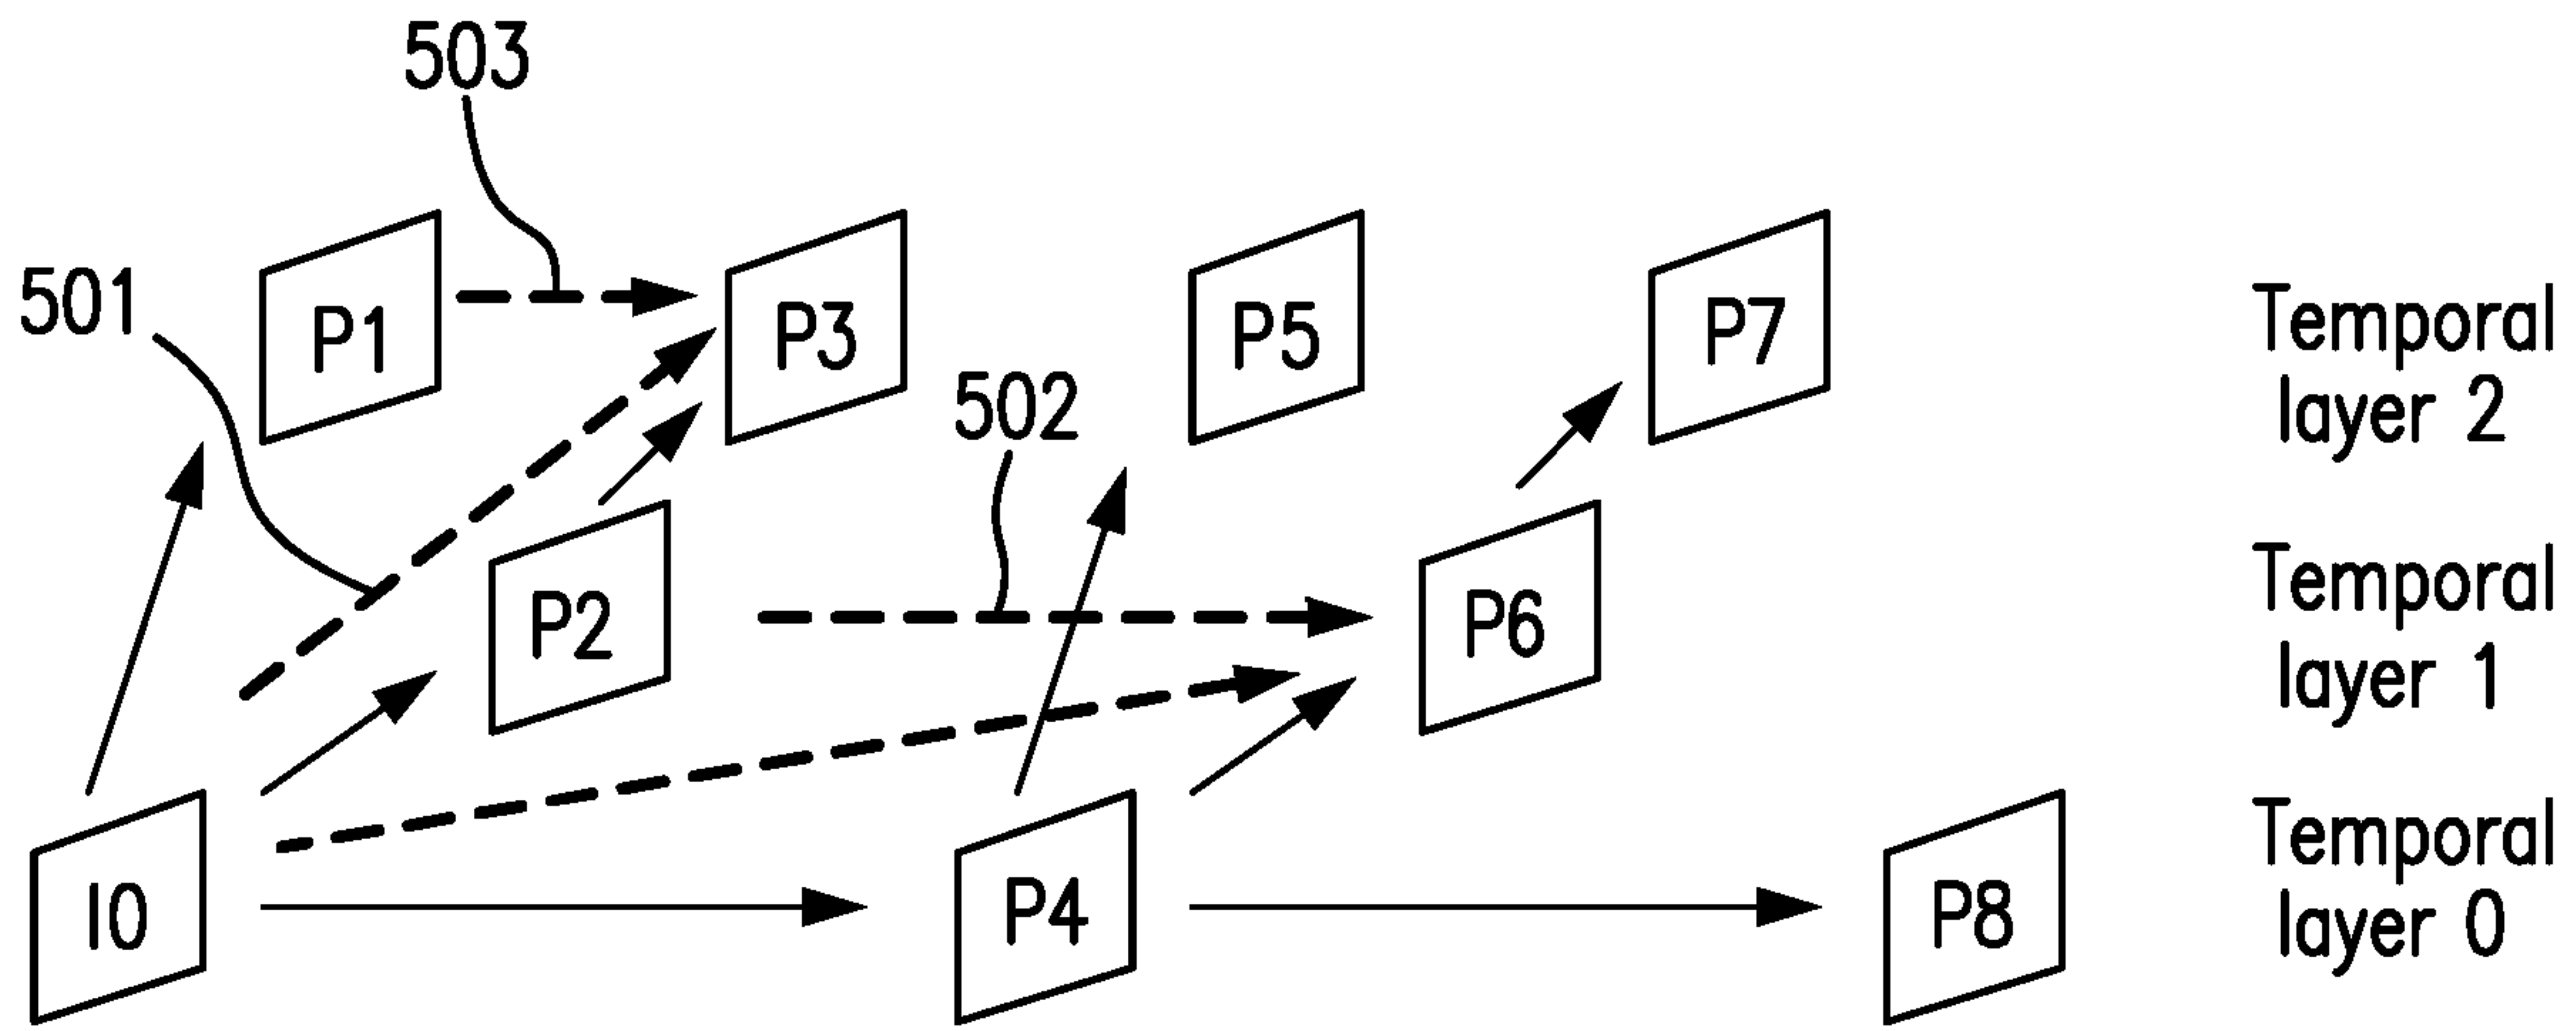 503
501
P1
P3
P5
P7
Temporal
layer 2
502
P2
P6
Temporal
layer 1
I0
P4
P8
Temporal
layer 0